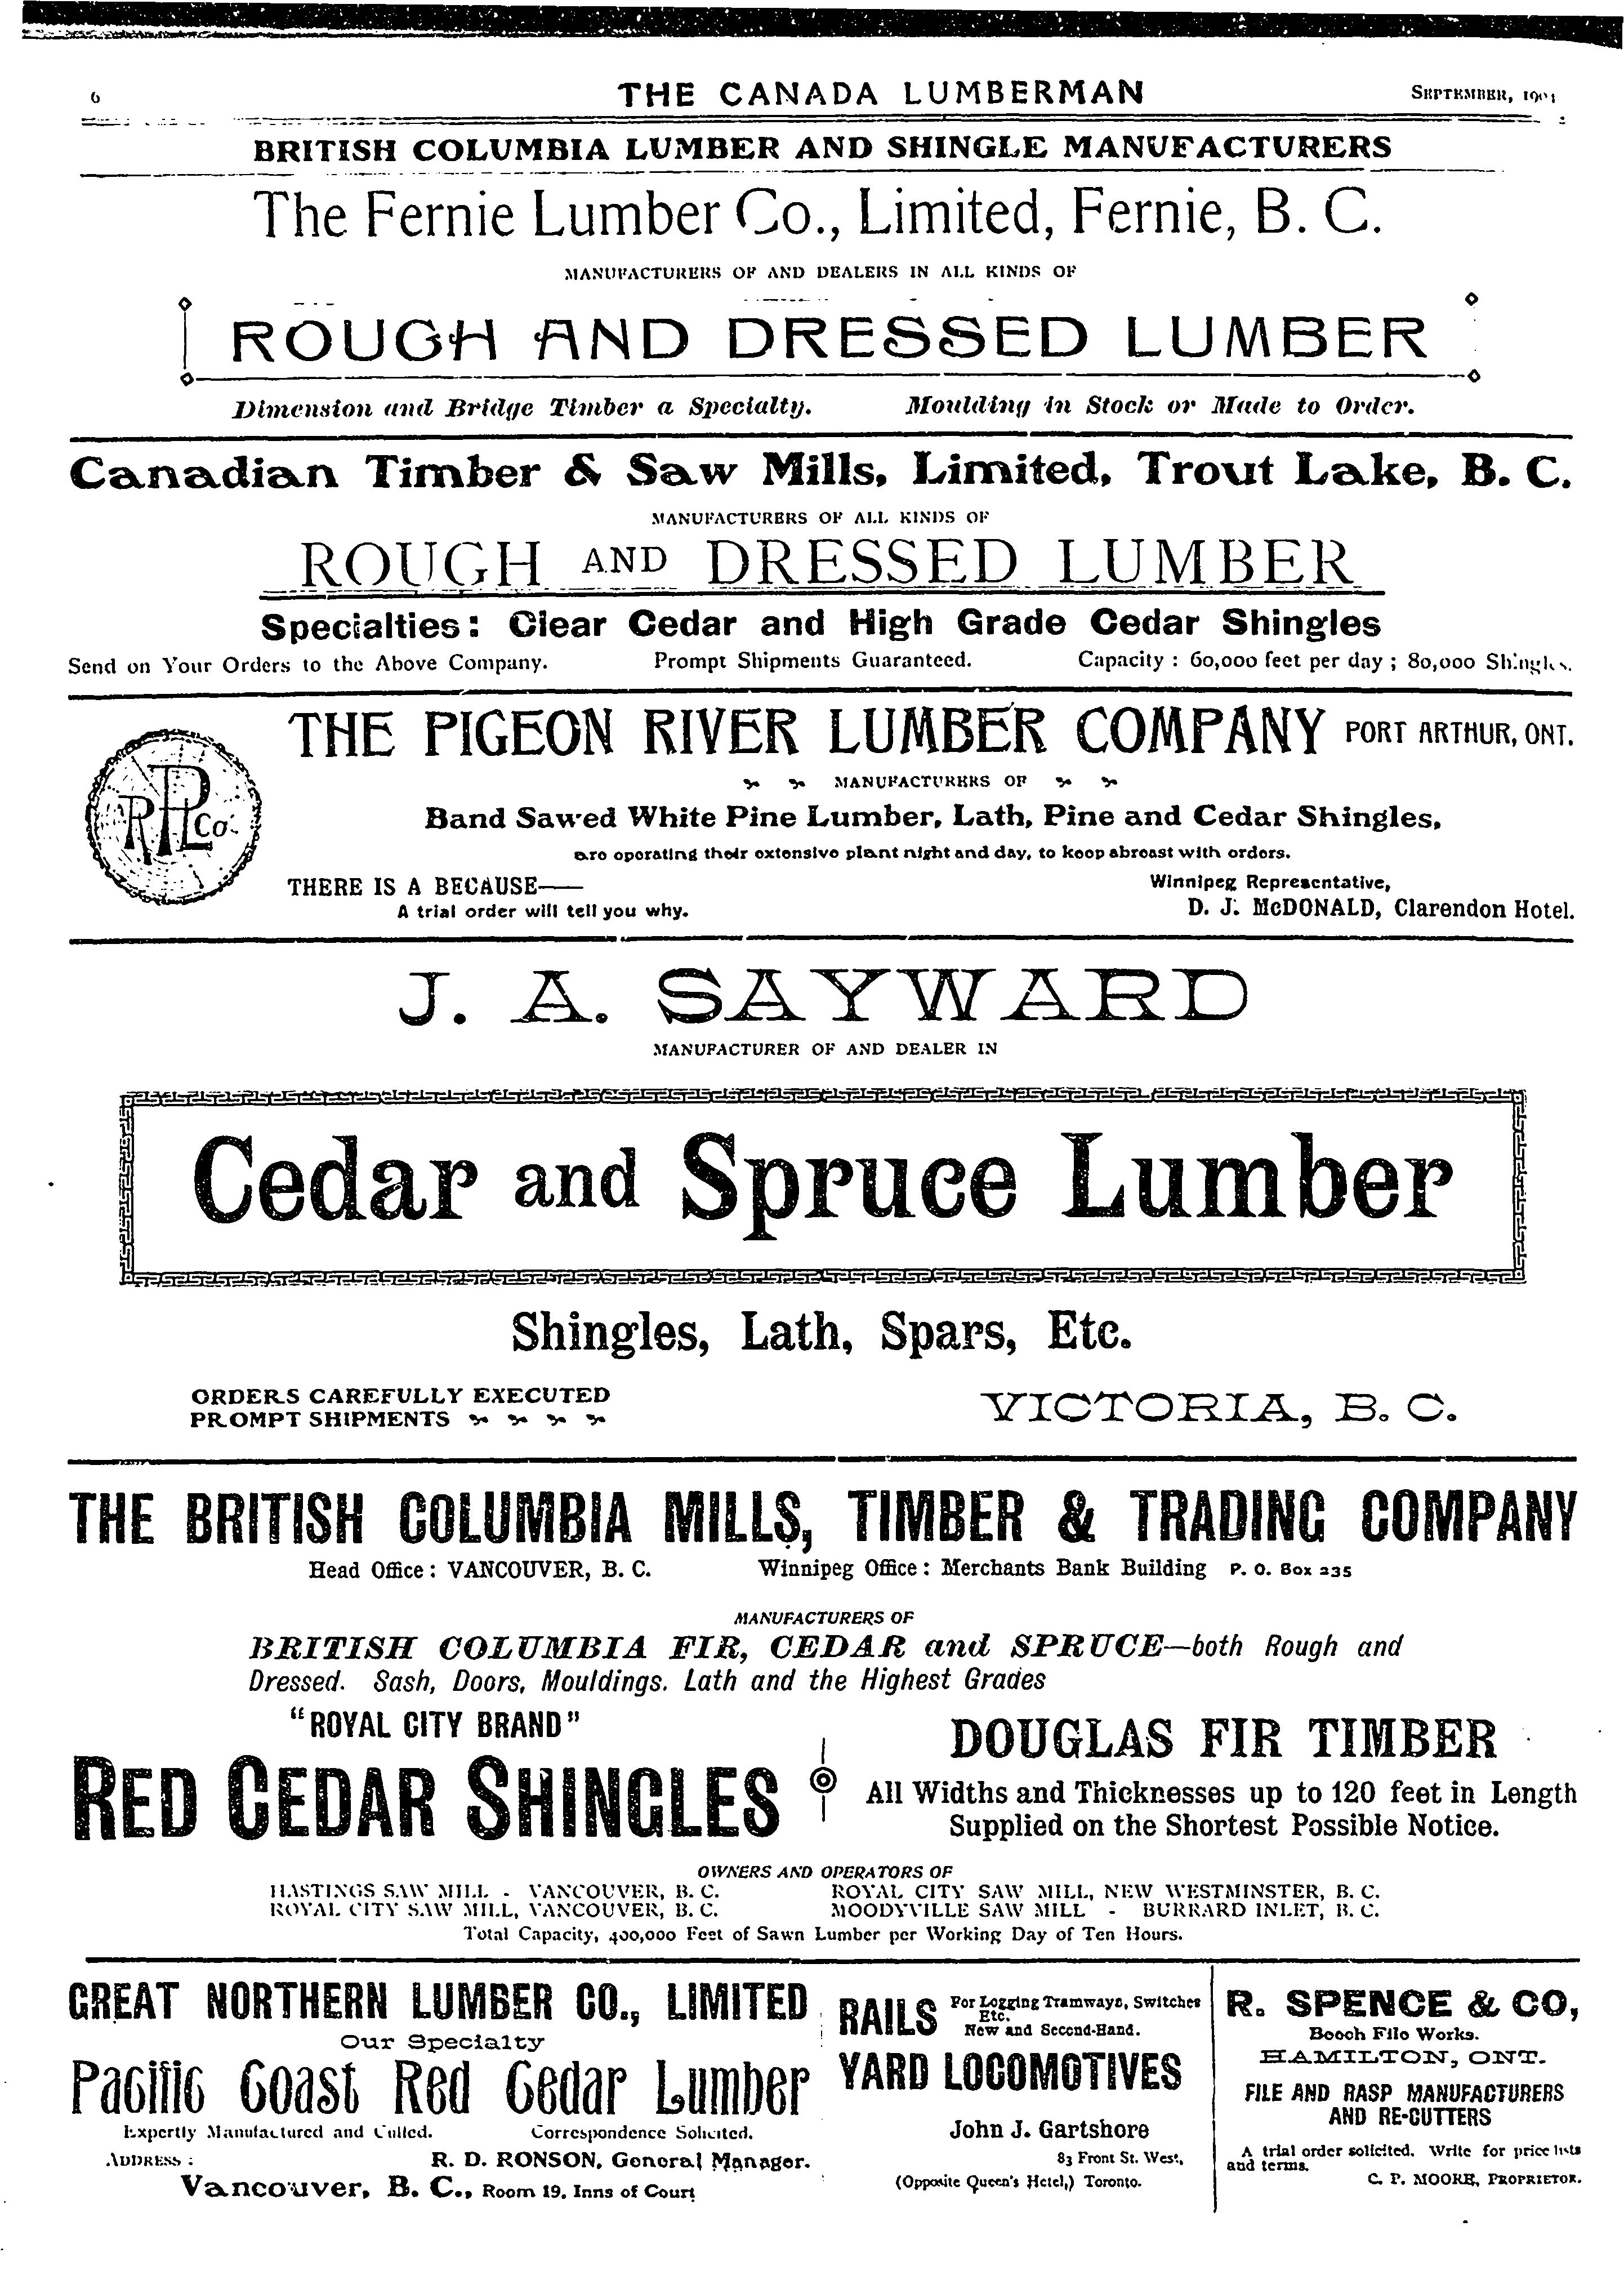 6
THE CANADA LUMBERMAN
SEPTEMBER,
BRITISH COLUMBIA LUMBER AND SHINGLE MANUFACTURERS
The Fernie Lumber Co., Limited, Fernie, B. C.
MANUFACTURERS OF AND DEALERS IN ALL KINDS OF
ROUGH AND DRESSED LUMBER
Dimension and Bridge Timber a Specialty. Moulding in Stock or Made to Order.
Canadian Timber & Saw Mills, Limited, Trout Lake, B. C.
MANUFACTURERS OF ALL KINDS OF
ROUGH AND DRESSED LUMBER
Specialties: Clear Cedar and High Grade Cedar Shingles
Send on Your Orders to the Above Company. Prompt Shipments Guaranteed. Capacity : 60,000 feet per day ; 80,000 Shingles.
THE PIGEON RIVER LUMBER COMPANY PORT ARTHUR, ONT.
PRL Co.
MANUFACTURERS OF
Band Sawed White Pine Lumber, Lath, Pine and Cedar Shingles,
are operating their extensive plant night and day, to keep abreast with orders.
THERE IS A BECAUSE—
A trial order will tell you why.
Winnipeg Representative,
D. J. McDONALD, Clarendon Hotel.
J. A. SAYWARD
MANUFACTURER OF AND DEALER IN
Cedar and Spruce Lumber
Shingles, Lath, Spars, Etc.
ORDERS CAREFULLY EXECUTED
PROMPT SHIPMENTS
VICTORIA, B. C.
THE BRITISH COLUMBIA MILLS, TIMBER & TRADING COMPANY
Head Office : VANCOUVER, B. C. Winnipeg Office : Merchants Bank Building P. O. Box 235
MANUFACTURERS OF
BRITISH COLUMBIA FIR, CEDAR and SPRUCE—both Rough and
Dressed. Sash, Doors, Mouldings. Lath and the Highest Grades
"ROYAL CITY BRAND"
RED CEDAR SHINGLES
DOUGLAS FIR TIMBER
All Widths and Thicknesses up to 120 feet in Length
Supplied on the Shortest Possible Notice.
OWNERS AND OPERATORS OF
HASTINGS SAW MILL - VANCOUVER, B. C. ROYAL CITY SAW MILL, NEW WESTMINSTER, B. C.
ROYAL CITY SAW MILL, VANCOUVER, B. C. MOODYVILLE SAW MILL - BURRARD INLET, B. C.
Total Capacity, 400,000 Feet of Sawn Lumber per Working Day of Ten Hours.
GREAT NORTHERN LUMBER CO., LIMITED
Our Specialty
Pacific Coast Red Cedar Lumber
Expertly Manufactured and Culled. Correspondence Solicited.
ADDRESS : R. D. RONSON, General Manager.
Vancouver, B. C., Room 19, Inns of Court
RAILS For Logging Tramways, Switches
Etc.
New and Second-Hand.
YARD LOCOMOTIVES
John J. Gartshore
83 Front St. West,
(Opposite Queen's Hotel,) Toronto.
R. SPENCE & CO,
Beech File Works.
HAMILTON, ONT.
FILE AND RASP MANUFACTURERS
AND RE-CUTTERS
A trial order solicited. Write for price lists
and terms.
C. P. MOORE, PROPRIETOR.